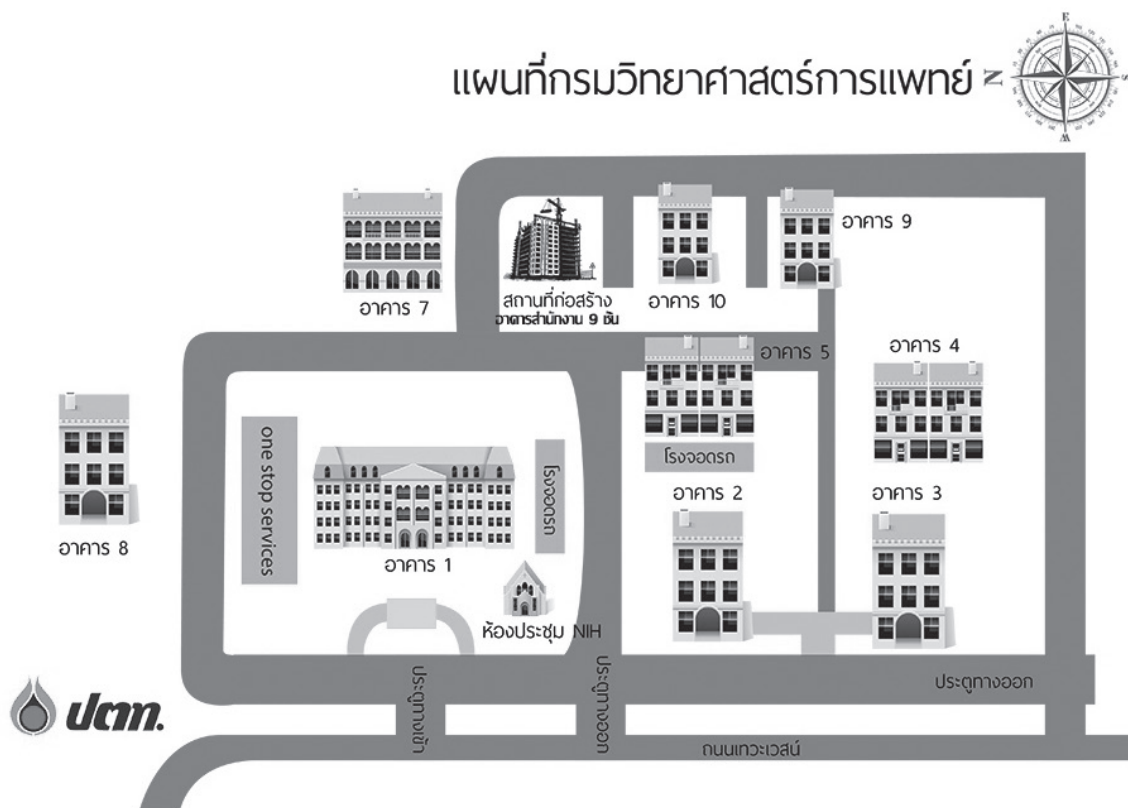 แผนที่กรมวิทยาศาสตร์การแพทย์
E
N
S
W
อาคาร 9
อาคาร 7
สถานที่ก่อสร้าง
อาคารสำนักงาน 9 ชั้น
อาคาร 10
อาคาร 5
อาคาร 4
one stop services
โรงจอดรถ
โรงจอดรถ
อาคาร 2
อาคาร 3
อาคาร 8
อาคาร 1
ห้องประชุม NIH
ปตท.
ประตูทางเข้า
ประตูทางออก
ประตูทางออก
ถนนเทวะเวสน์